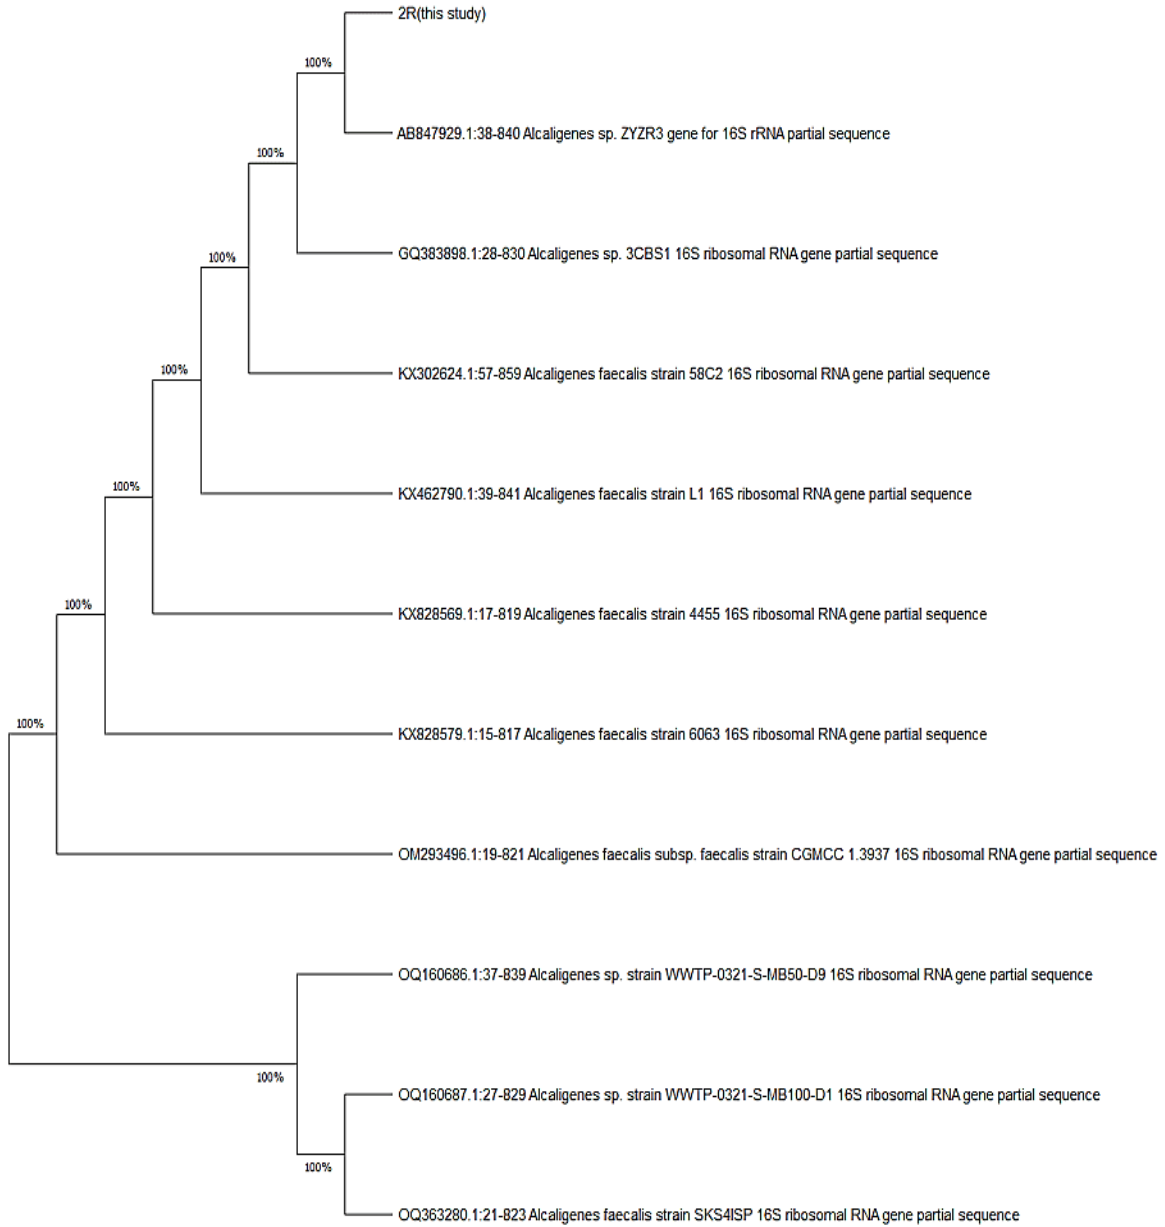 2R(this study)
100%
AB847929.1:38-840 Alcaligenes sp. ZYZR3 gene for 16S rRNA partial sequence
100%
GQ383898.1:28-830 Alcaligenes sp. 3CBS1 16S ribosomal RNA gene partial sequence
100%
KX302624.1:57-859 Alcaligenes faecalis strain 58C2 16S ribosomal RNA gene partial sequence
100%
KX462790.1:39-841 Alcaligenes faecalis strain L1 16S ribosomal RNA gene partial sequence
100%
KX828569.1:17-819 Alcaligenes faecalis strain 4455 16S ribosomal RNA gene partial sequence
100%
KX828579.1:15-817 Alcaligenes faecalis strain 6063 16S ribosomal RNA gene partial sequence
100%
OM293496.1:19-821 Alcaligenes faecalis subsp. faecalis strain CGMCC 1.3937 16S ribosomal RNA gene partial sequence
OQ160686.1:37-839 Alcaligenes sp. strain WWTP-0321-S-MB50-D9 16S ribosomal RNA gene partial sequence
100%
OQ160687.1:27-829 Alcaligenes sp. strain WWTP-0321-S-MB100-D1 16S ribosomal RNA gene partial sequence
100%
OQ363280.1:21-823 Alcaligenes faecalis strain SKS4ISP 16S ribosomal RNA gene partial sequence